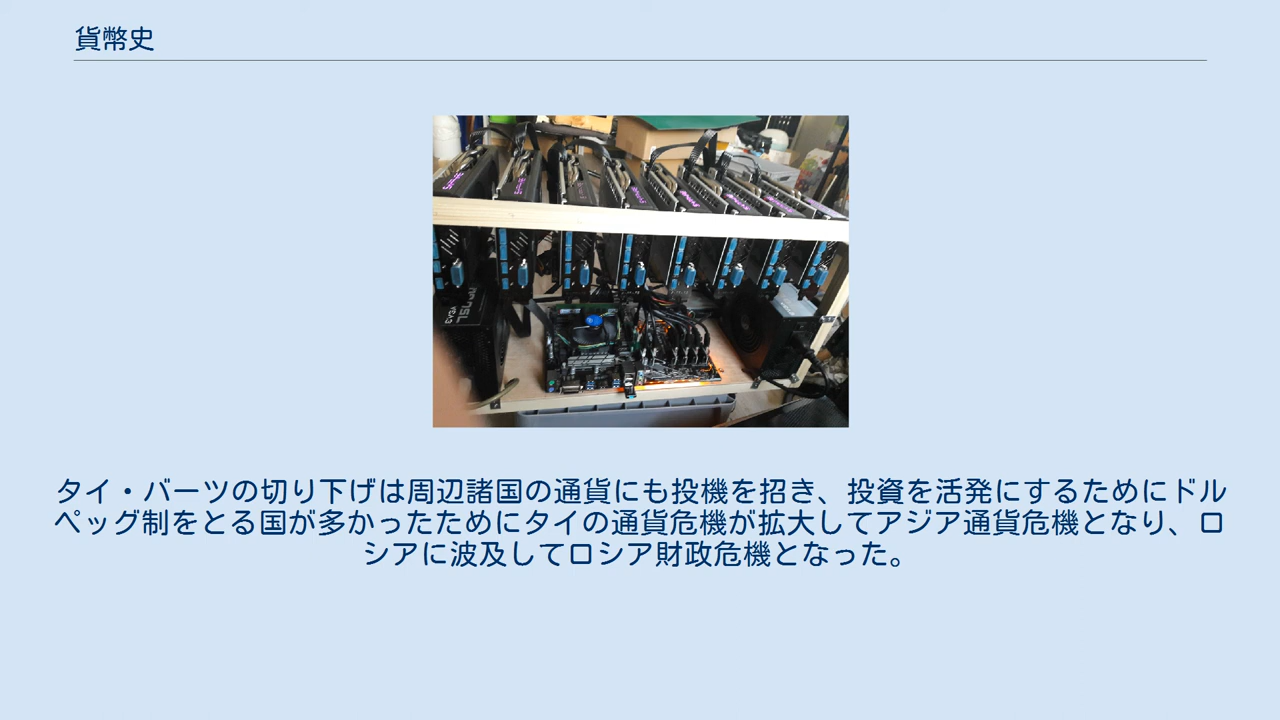 貨幣史
EVGA
タイ・バーツの切り下げは周辺諸国の通貨にも投機を招き、投資を活発にするためにドル
ペッグ制をとる国が多かったためにタイの通貨危機が拡大してアジア通貨危機となり、ロ
シアに波及してロシア財政危機となった。